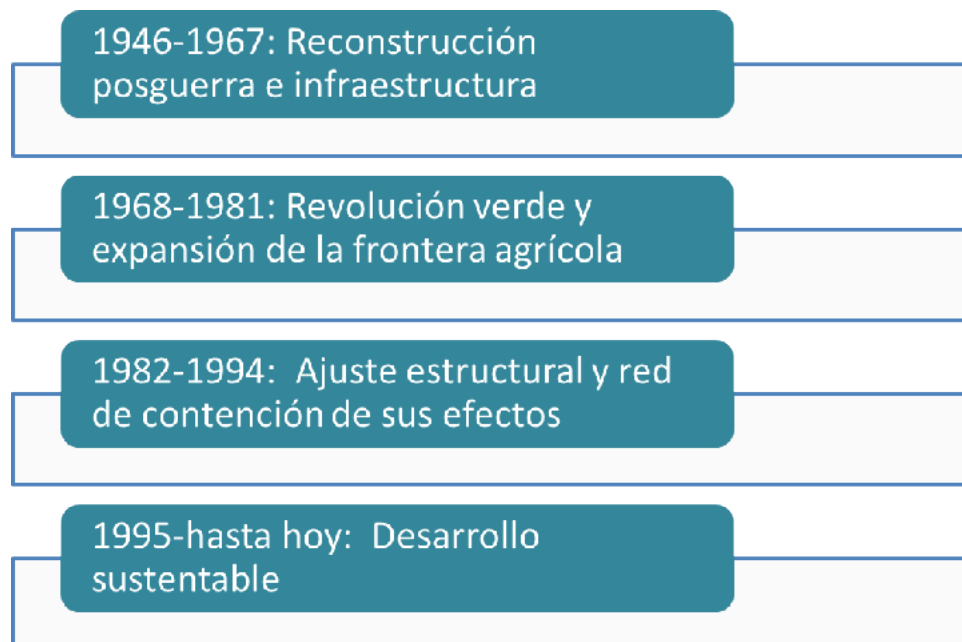 1946-1967: Reconstrucción
posguerra e infraestructura
1968-1981: Revolución verde y
expansión de la frontera agrícola
1982-1994:  Ajuste estructural y red
de contención de sus efectos
1995-hasta hoy:  Desarrollo
sustentable